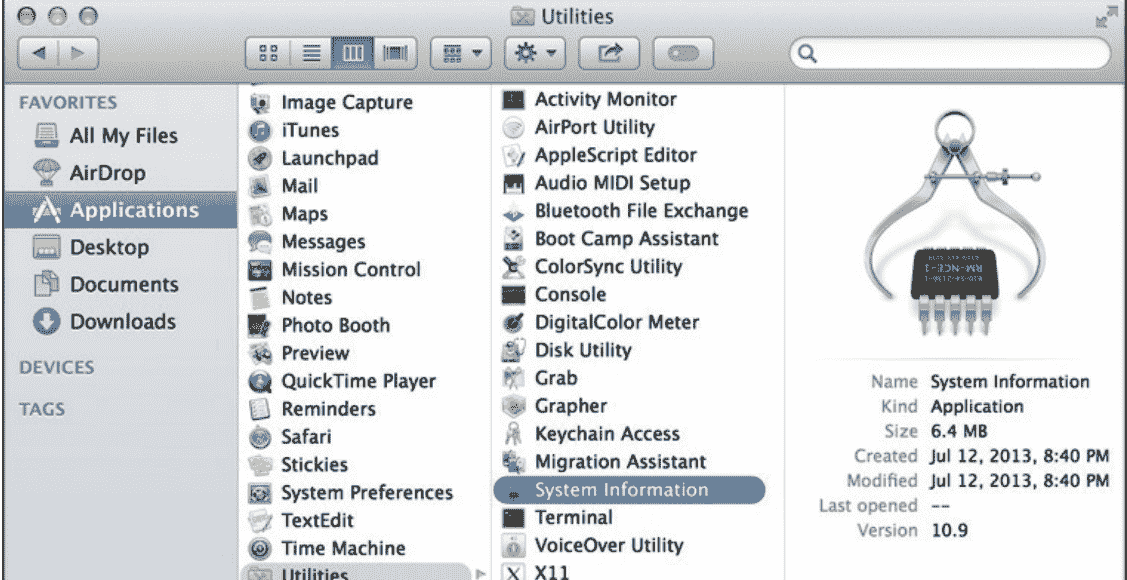 Utilities
FAVORITES
All My Files
AirDrop
Applications
Desktop
Documents
Downloads
DEVICES
TAGS
Image Capture
iTunes
Launchpad
Mail
Maps
Messages
Mission Control
Notes
Photo Booth
Preview
QuickTime Player
Reminders
Safari
Stickies
System Preferences
TextEdit
Time Machine
Utilities
Activity Monitor
AirPort Utility
AppleScript Editor
Audio MIDI Setup
Bluetooth File Exchange
Boot Camp Assistant
ColorSync Utility
Console
DigitalColor Meter
Disk Utility
Grab
Grapher
Keychain Access
Migration Assistant
System Information
Terminal
VoiceOver Utility
X11
RM-NCE-1
Name System Information
Kind Application
Size 6.4 MB
Created Jul 12, 2013, 8:40 PM
Modified Jul 12, 2013, 8:40 PM
Last opened --
Version 10.9